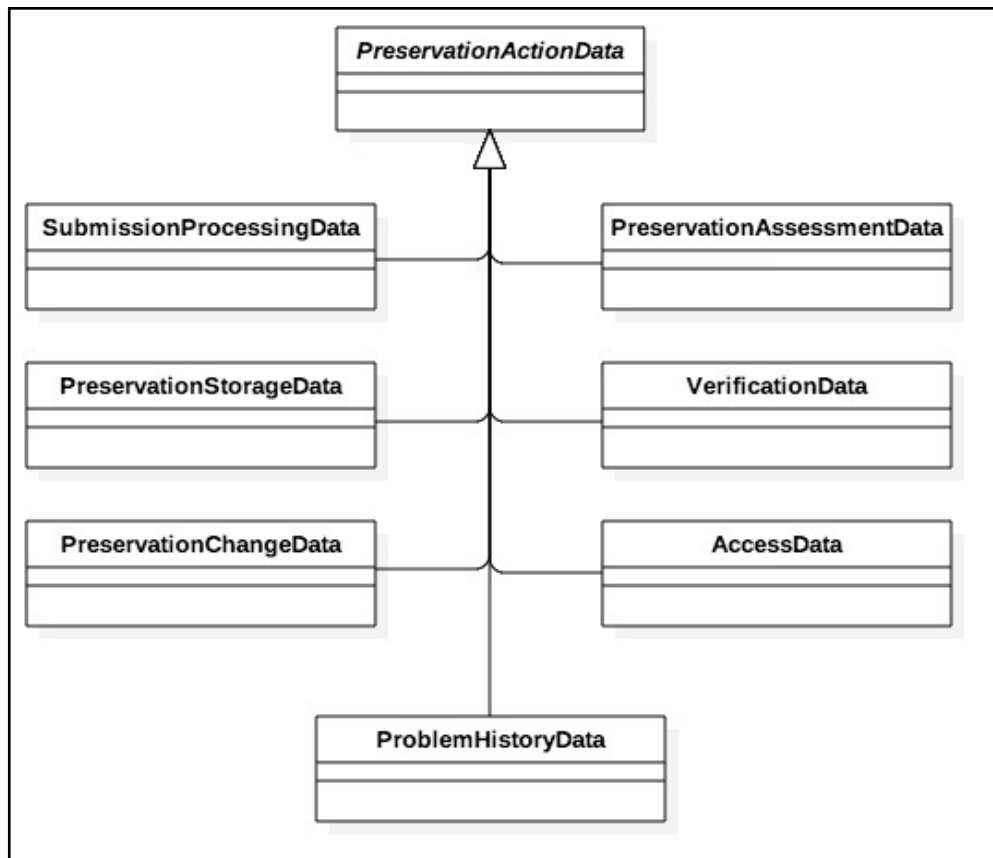 PreservationActionData
SubmissionProcessingData
PreservationAssessmentData
PreservationStorageData
VerificationData
PreservationChangeData
AccessData
ProblemHistoryData